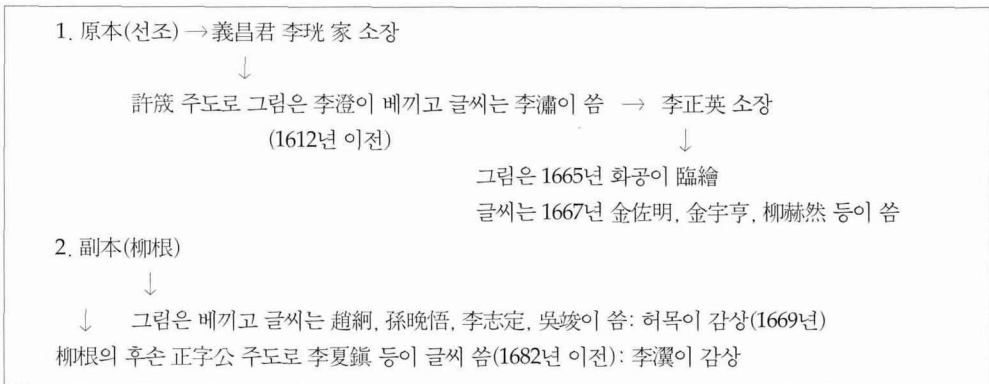 1. 原本(선조) → 義昌君 李珖 家 소장
↓
許筬 주도로 그림은 李澄이 베끼고 글씨는 李潚이 씀 → 李正英 소장
(1612년 이전)
↓
그림은 1665년 화공이 臨繪
글씨는 1667년 金佐明, 金宇亨, 柳赫然 등이 씀
2. 副本(柳根)
↓
↓ 그림은 베끼고 글씨는 趙絅, 孫晩悟, 李志定, 吳竣이 씀: 허목이 감상(1669년)
柳根의 후손 正字公 주도로 李夏鎭 등이 글씨 씀(1682년 이전): 李瀷이 감상